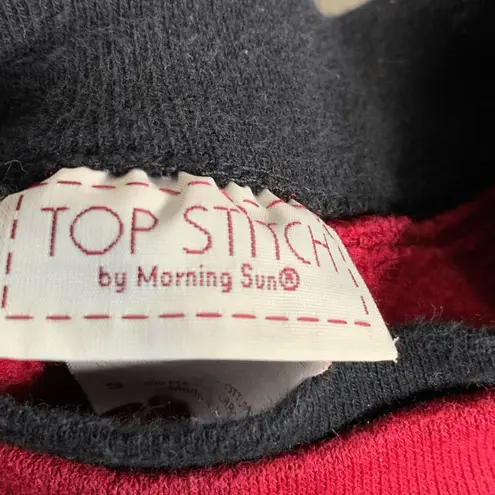 TOP STITCH
by Morning Sun®
S